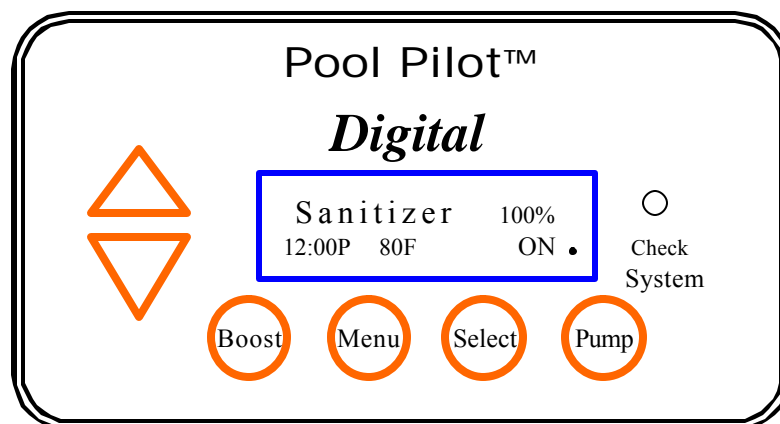 Pool Pilot™
Digital
Sanitizer 100%
12:00P 80F ON .
Check
System
Boost Menu Select Pump